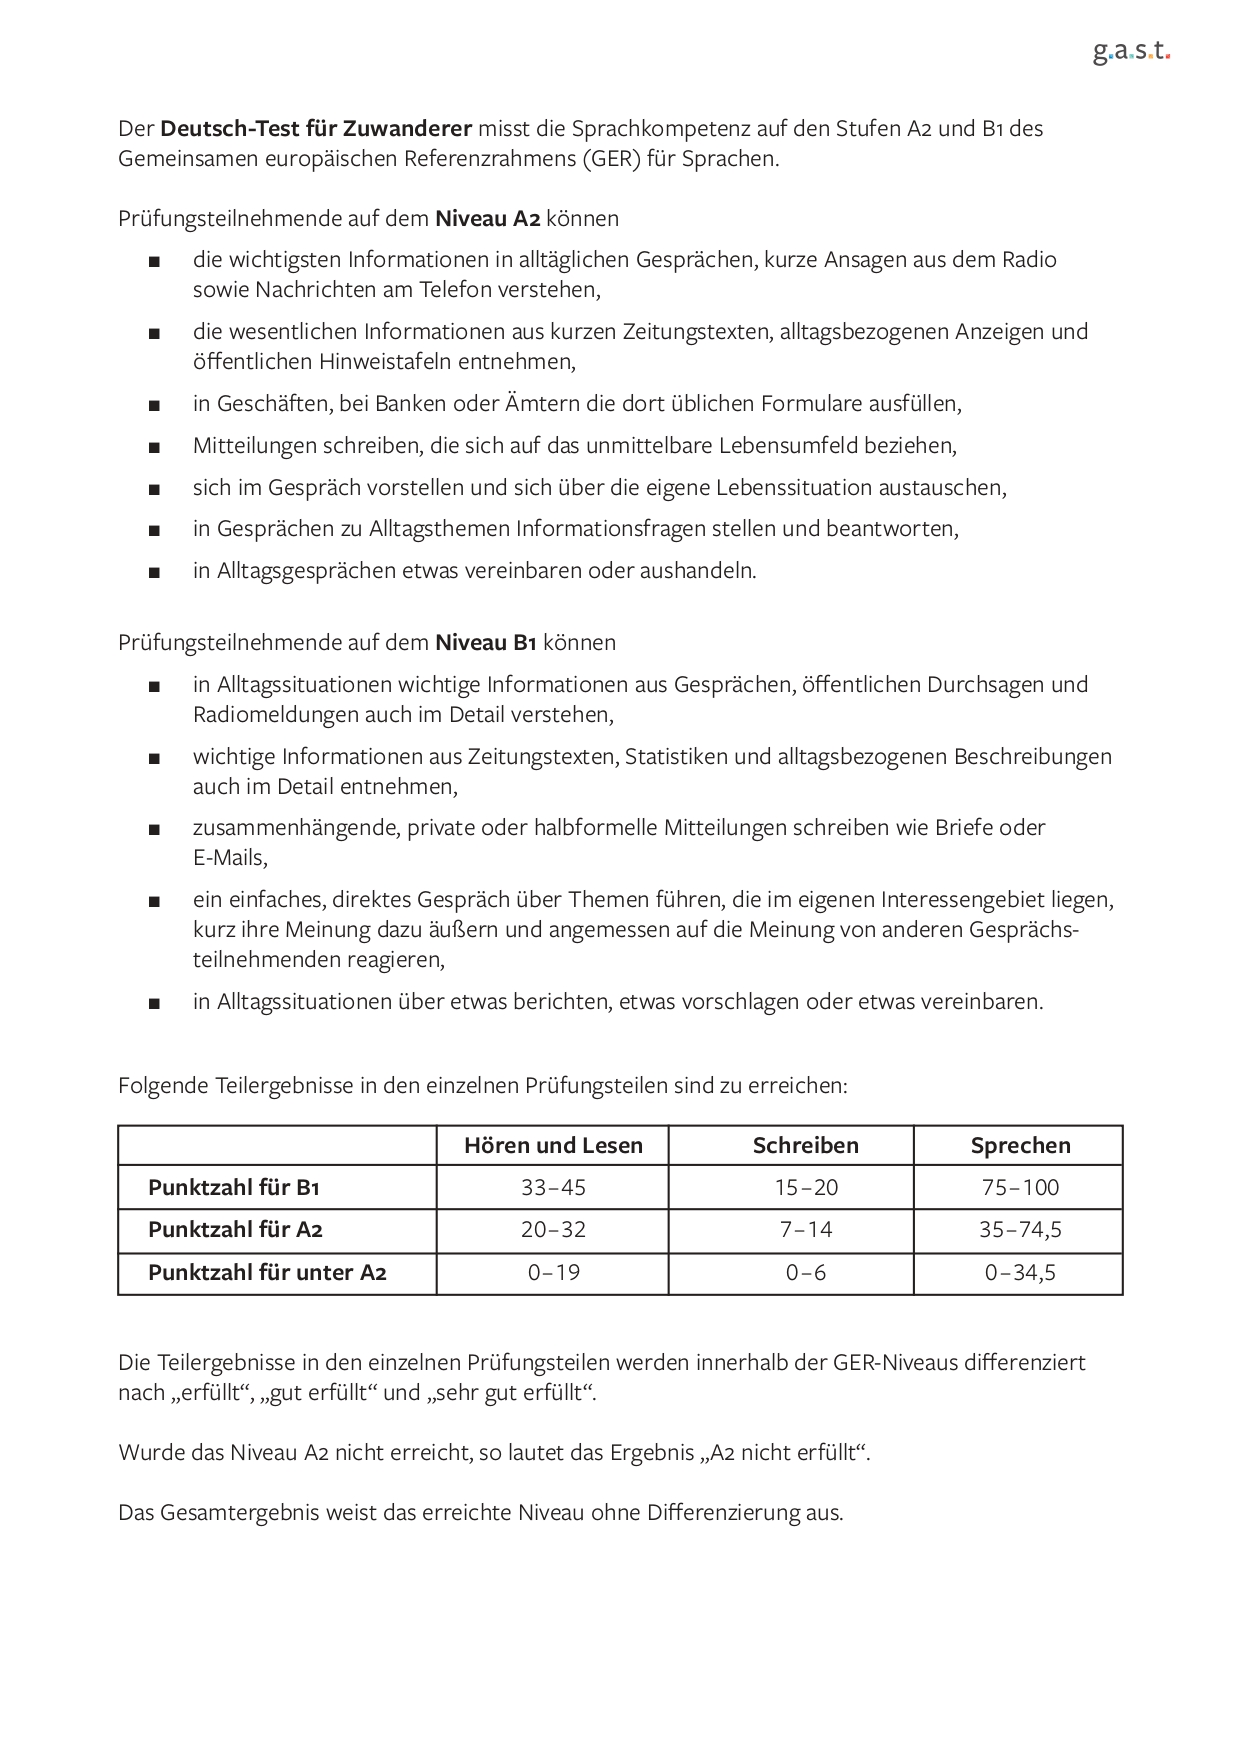 g.a.s.t.
Der Deutsch-Test für Zuwanderer misst die Sprachkompetenz auf den Stufen A2 und B1 des
Gemeinsamen europäischen Referenzrahmens (GER) für Sprachen.
Prüfungsteilnehmende auf dem Niveau A2 können
■ die wichtigsten Informationen in alltäglichen Gesprächen, kurze Ansagen aus dem Radio
sowie Nachrichten am Telefon verstehen,
■ die wesentlichen Informationen aus kurzen Zeitungstexten, alltagsbezogenen Anzeigen und
öffentlichen Hinweistafeln entnehmen,
■ in Geschäften, bei Banken oder Ämtern die dort üblichen Formulare ausfüllen,
■ Mitteilungen schreiben, die sich auf das unmittelbare Lebensumfeld beziehen,
■ sich im Gespräch vorstellen und sich über die eigene Lebenssituation austauschen,
■ in Gesprächen zu Alltagsthemen Informationsfragen stellen und beantworten,
■ in Alltagsgesprächen etwas vereinbaren oder aushandeln.
Prüfungsteilnehmende auf dem Niveau B1 können
■ in Alltagssituationen wichtige Informationen aus Gesprächen, öffentlichen Durchsagen und
Radiomeldungen auch im Detail verstehen,
■ wichtige Informationen aus Zeitungstexten, Statistiken und alltagsbezogenen Beschreibungen
auch im Detail entnehmen,
■ zusammenhängende, private oder halbformelle Mitteilungen schreiben wie Briefe oder
E-Mails,
■ ein einfaches, direktes Gespräch über Themen führen, die im eigenen Interessengebiet liegen,
kurz ihre Meinung dazu äußern und angemessen auf die Meinung von anderen Gesprächs-
teilnehmenden reagieren,
■ in Alltagssituationen über etwas berichten, etwas vorschlagen oder etwas vereinbaren.
Folgende Teilergebnisse in den einzelnen Prüfungsteilen sind zu erreichen:
Hören und Lesen Schreiben Sprechen
Punktzahl für B1 33–45 15–20 75–100
Punktzahl für A2 20–32 7–14 35–74,5
Punktzahl für unter A2 0–19 0–6 0–34,5
Die Teilergebnisse in den einzelnen Prüfungsteilen werden innerhalb der GER-Niveaus differenziert
nach „erfüllt“, „gut erfüllt“ und „sehr gut erfüllt“.
Wurde das Niveau A2 nicht erreicht, so lautet das Ergebnis „A2 nicht erfüllt“.
Das Gesamtergebnis weist das erreichte Niveau ohne Differenzierung aus.